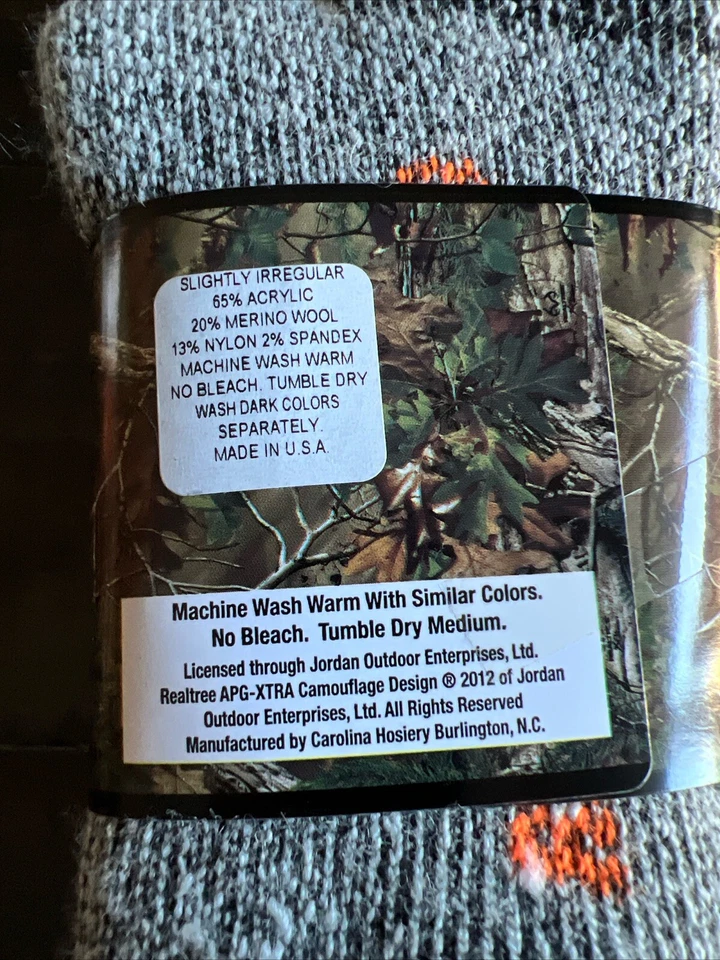 SLIGHTLY IRREGULAR
65% ACRYLIC
20% MERINO WOOL
13% NYLON 2% SPANDEX
MACHINE WASH WARM
NO BLEACH. TUMBLE DRY
WASH DARK COLORS
SEPARATELY.
MADE IN U.S.A.
Machine Wash Warm With Similar Colors.
No Bleach. Tumble Dry Medium.
Licensed through Jordan Outdoor Enterprises, Ltd.
Realtree APG-XTRA Camouflage Design ® 2012 of Jordan
Outdoor Enterprises, Ltd. All Rights Reserved
Manufactured by Carolina Hosiery Burlington, N.C.